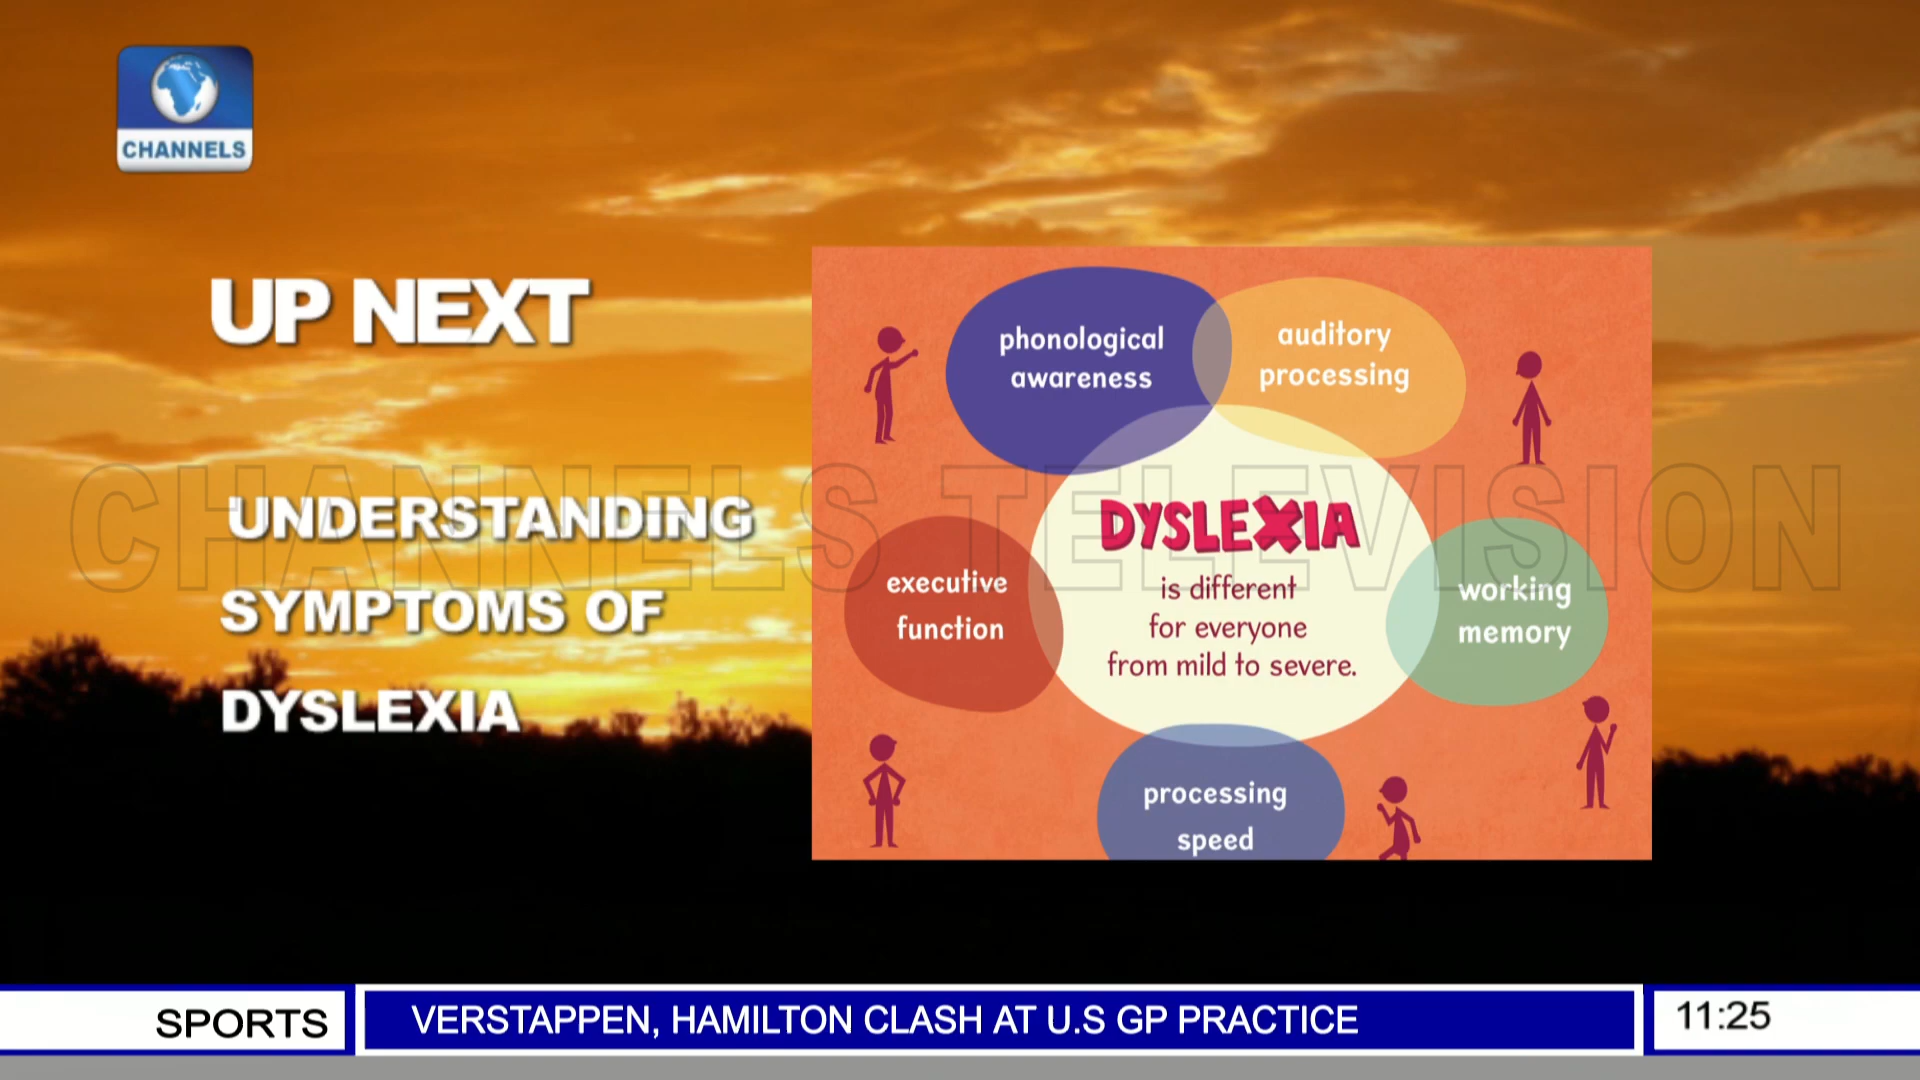 CHANNELS
UP NEXT
UNDERSTANDING
SYMPTOMS OF
DYSLEXIA
CHANNELS TELEVISION
phonological
awareness
auditory
processing
DYSLEXIA
is different
for everyone
from mild to severe.
executive
function
working
memory
processing
speed
SPORTS
VERSTAPPEN, HAMILTON CLASH AT U.S GP PRACTICE
11:25